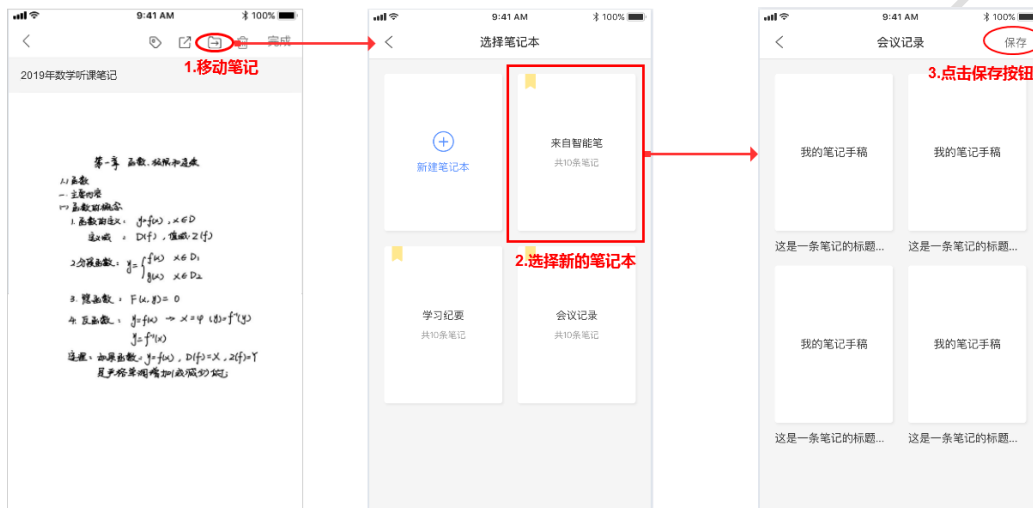 9:41 AM
100%
完成
1.移动笔记
2019年数学听课笔记
第一章 函数、极限和连续
一. 主要内容
1. 函数的定义: y=f(x), x∈D
定义域: D(f), 值域: Z(f)
2.分段函数: y={f(x) x∈D₁
g(x) x∈D₂
3. 隐函数: F(x,y)=0
4. 反函数: y=f(x) → x=φ(y)=f⁻¹(y)
y=f⁻¹(x)
9:41 AM
100%
选择笔记本
新建笔记本
来自智能笔
共10条笔记
2.选择新的笔记本
学习纪要
共10条笔记
会议记录
共10条笔记
9:41 AM
100%
会议记录
保存
3.点击保存按钮
我的笔记手稿
我的笔记手稿
这是一条笔记的标题...
这是一条笔记的标题...
我的笔记手稿
我的笔记手稿
这是一条笔记的标题...
这是一条笔记的标题...